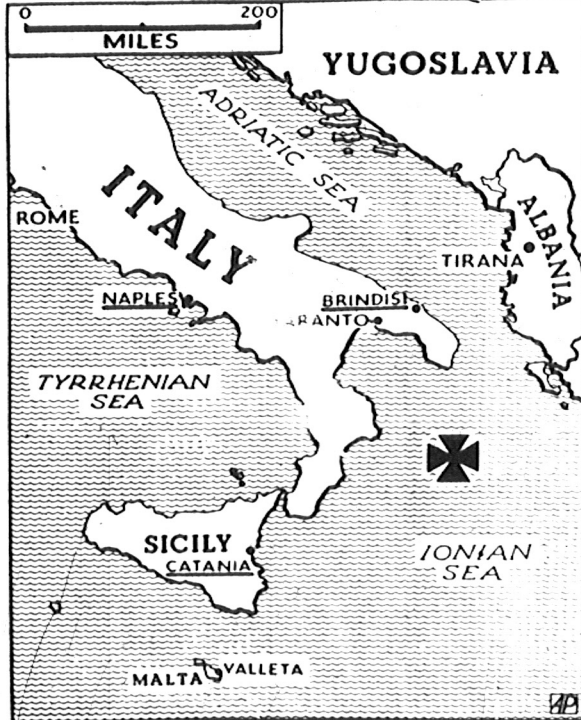 0 200
MILES
YUGOSLAVIA
ADRIATIC SEA
ITALY
ROME
ALBANIA
TIRANA
NAPLES
BRINDISI
RANTO
TYRRHENIAN
SEA
SICILY
CATANIA
IONIAN
SEA
MALTA
VALLETA
AP